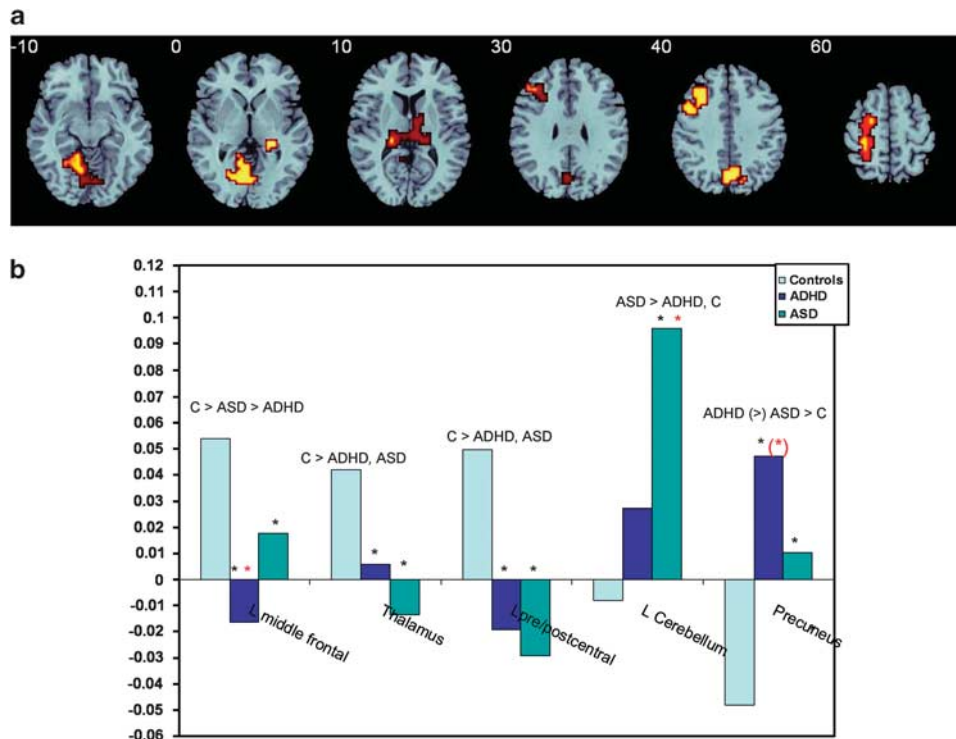 a
-10 0 10 30 40 60
b
0.12
0.11
0.1
0.09
0.08
0.07
0.06
0.05
0.04
0.03
0.02
0.01
0
-0.01
-0.02
-0.03
-0.04
-0.05
-0.06
Controls
ADHD
ASD
C > ASD > ADHD
* *
*
C > ADHD, ASD
*
*
C > ADHD, ASD
* *
ASD > ADHD, C
* *
ADHD (>) ASD > C
* (*)
*
L middle frontal
Thalamus
Lpre/postcentral
L Cerebellum
Precuneus